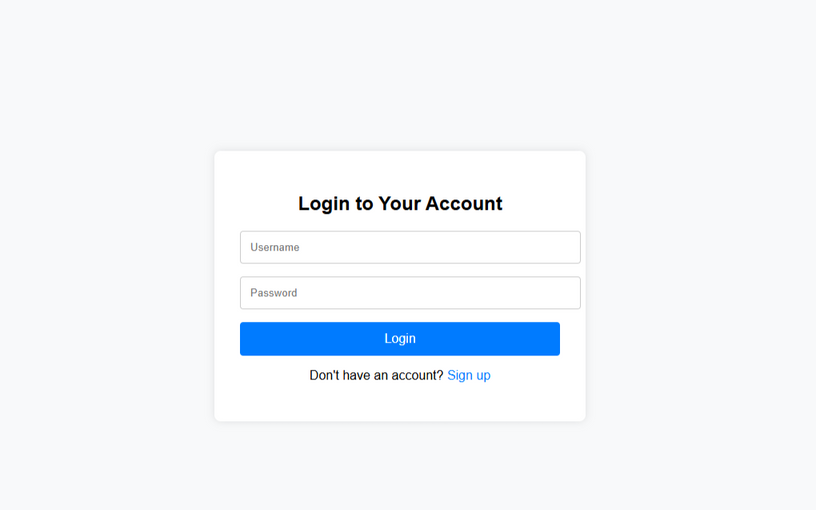 Login to Your Account
Username
Password
Login
Don't have an account? Sign up